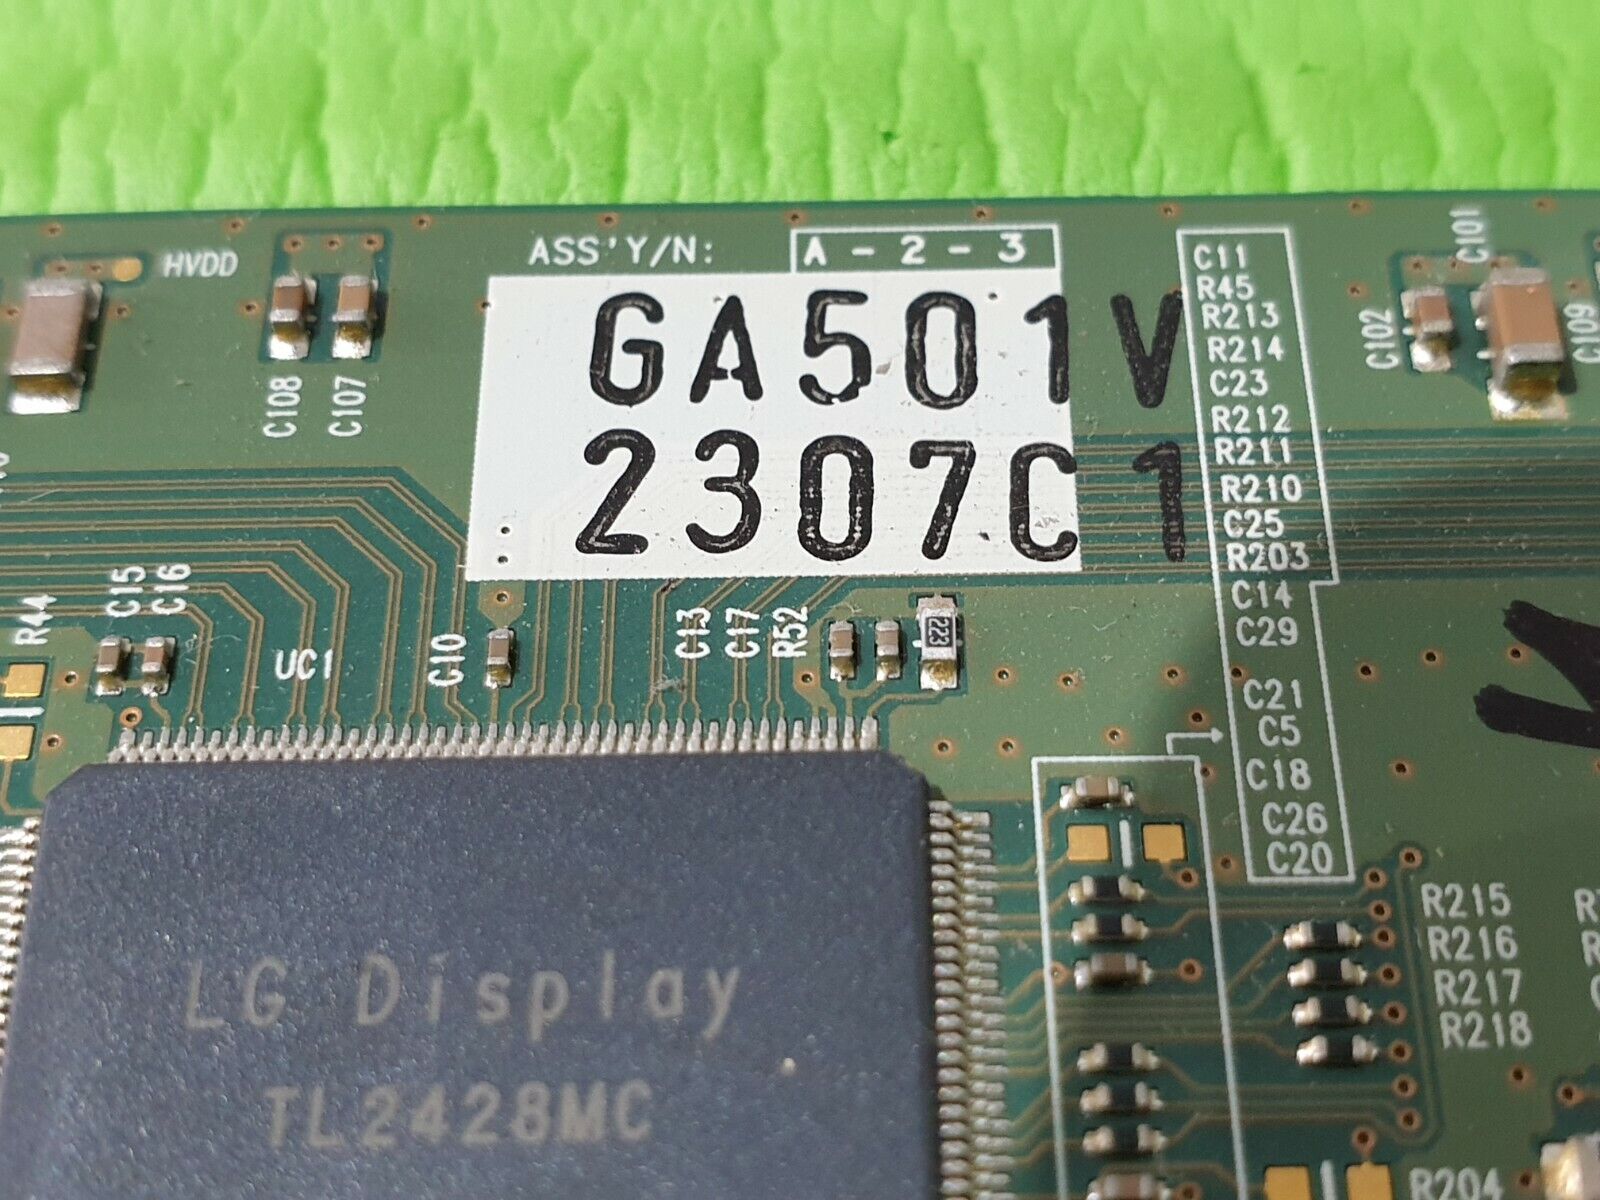 ASS'Y/N: A - 2 - 3
GA501V
2307C1
HVDD
C108
C107
C101
C102
C109
C11
R45
R213
R214
C23
R212
R211
R210
C25
R203
C14
C29
C21
C5
C18
C26
C20
R44
C15
C16
UC1
C10
C13
C17
R52
223
LG Display
TL2428MC
R215
R216
R217
R218
R204